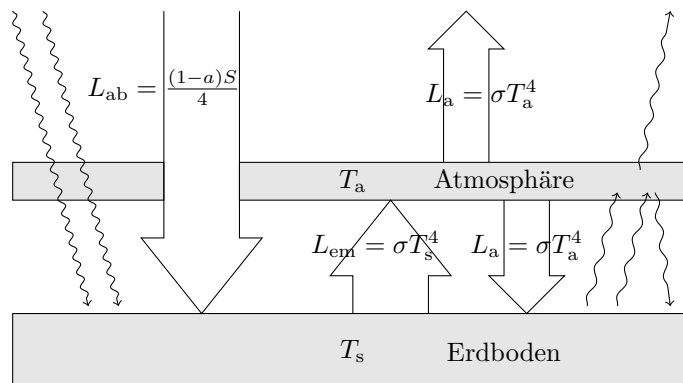 L_ab = (1−a)S/4
L_a = σT_a^4
T_a Atmosphäre
L_em = σT_s^4
L_a = σT_a^4
T_s Erdboden